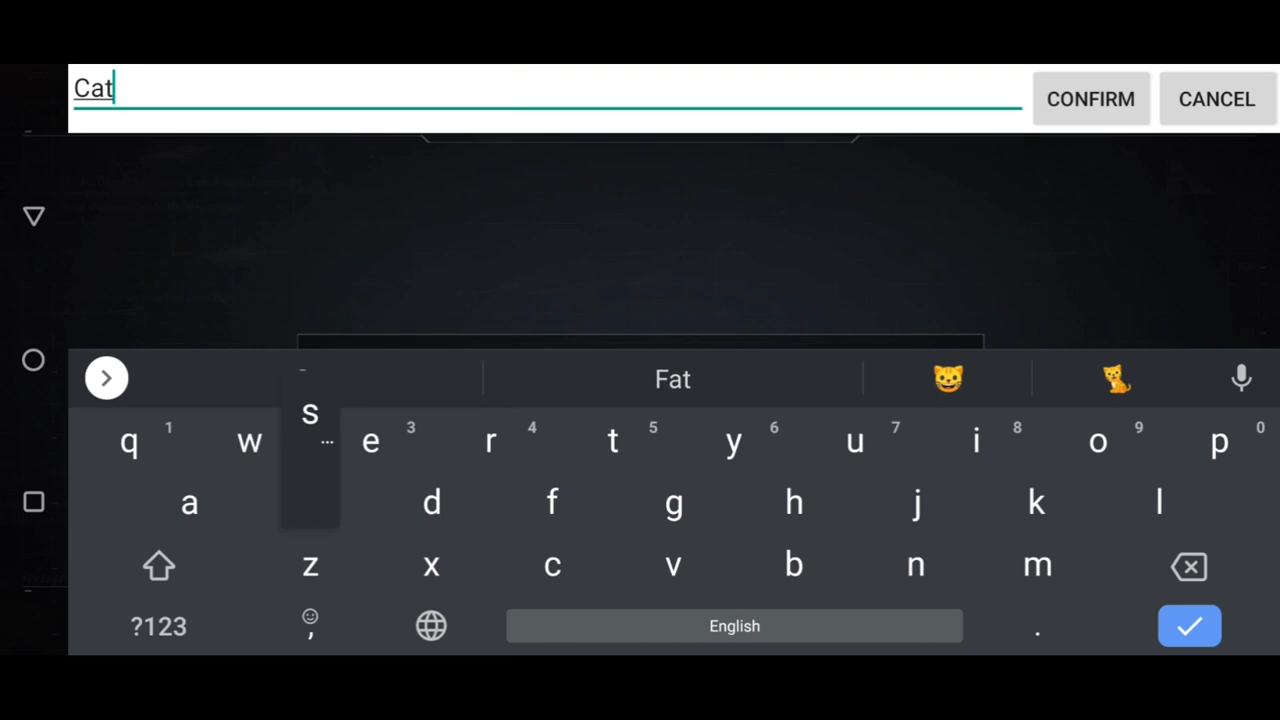 Cat
CONFIRM CANCEL
Fat
s
...
q 1 w e 3 r 4 t 5 y 6 u 7 i 8 o 9 p 0
a d f g h j k l
z x c v b n m
?123 , English .